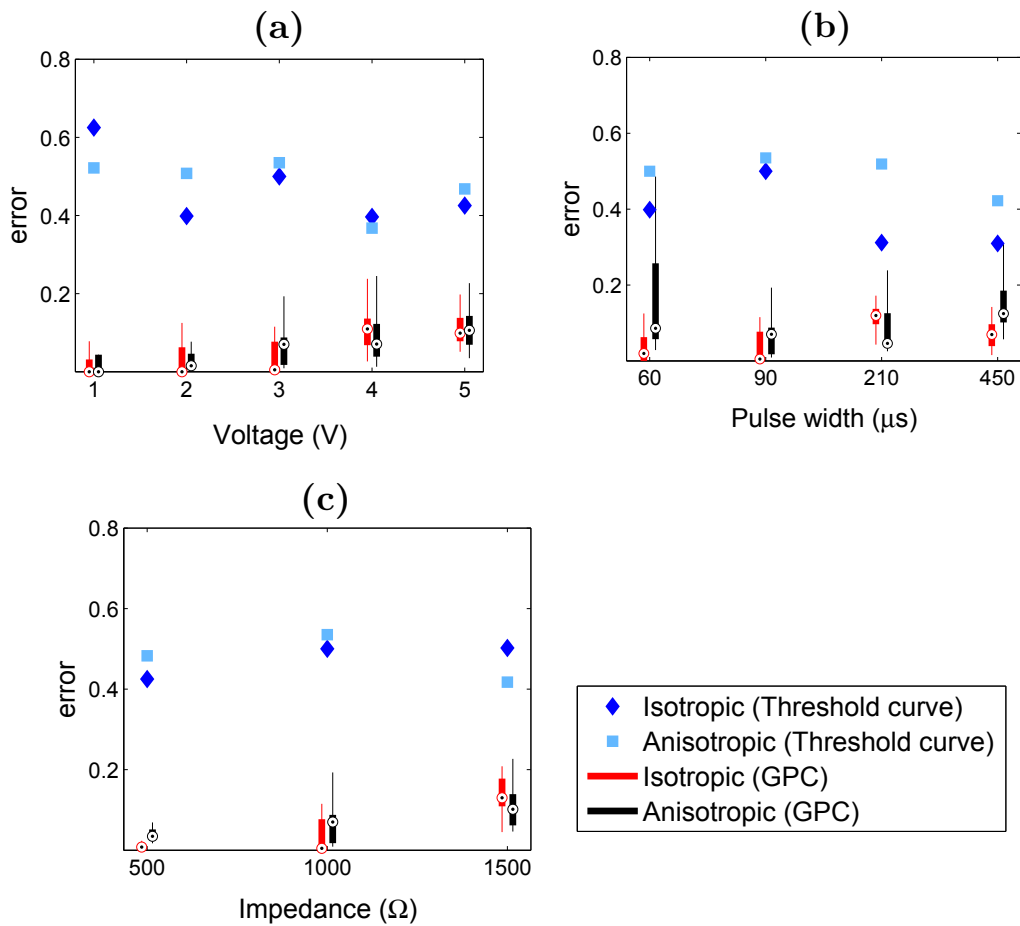 (a)
0.8
0.6
0.4
0.2
error
1 2 3 4 5
Voltage (V)
(b)
0.8
0.6
0.4
0.2
error
60 90 210 450
Pulse width (μs)
(c)
0.8
0.6
0.4
0.2
error
500 1000 1500
Impedance (Ω)
Isotropic (Threshold curve)
Anisotropic (Threshold curve)
Isotropic (GPC)
Anisotropic (GPC)